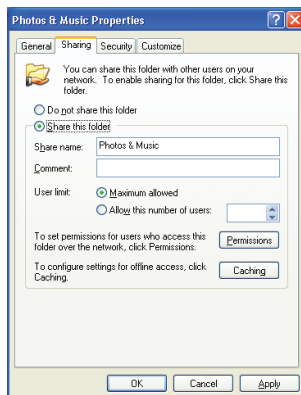 Photos & Music Properties
General Sharing Security Customize
You can share this folder with other users on your
network. To enable sharing for this folder, click Share this
folder.
Do not share this folder
Share this folder
Share name: Photos & Music
Comment:
User limit: Maximum allowed
Allow this number of users:
To set permissions for users who access this
folder over the network, click Permissions.
Permissions
To configure settings for offline access, click
Caching.
Caching
OK Cancel Apply